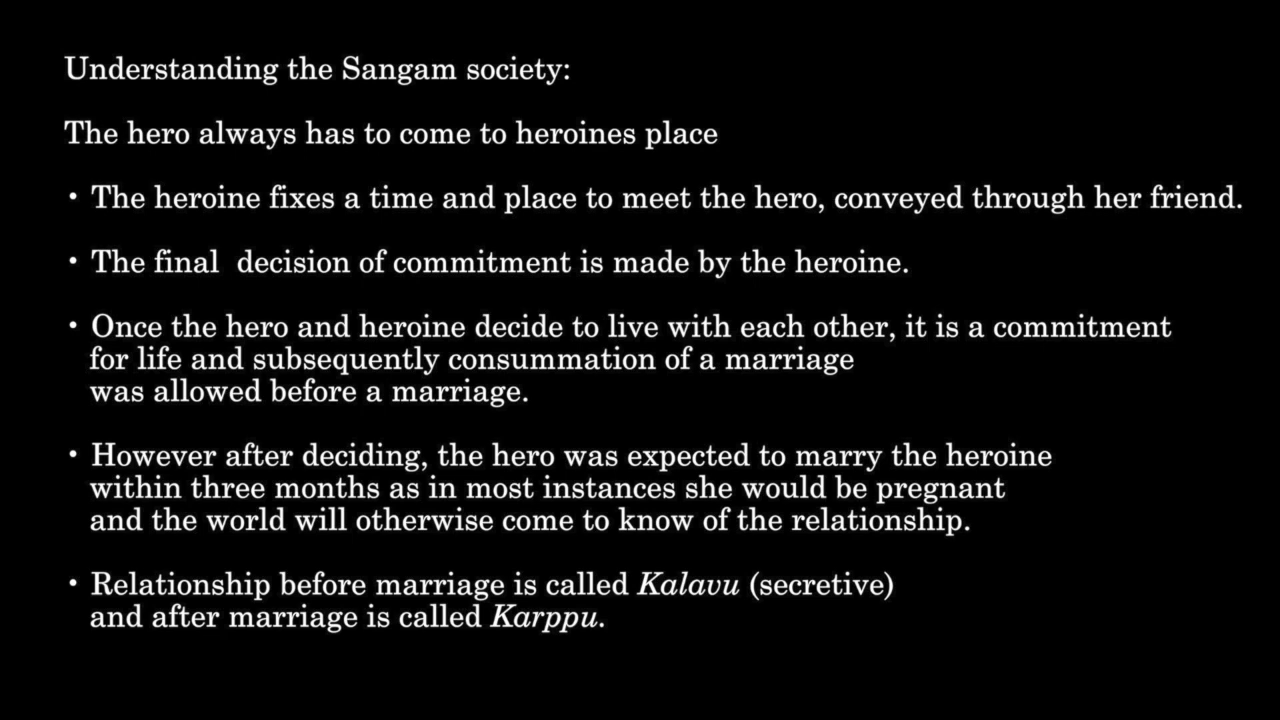 Understanding the Sangam society:
The hero always has to come to heroines place
• The heroine fixes a time and place to meet the hero, conveyed through her friend.
• The final  decision of commitment is made by the heroine.
• Once the hero and heroine decide to live with each other, it is a commitment
for life and subsequently consummation of a marriage
was allowed before a marriage.
• However after deciding, the hero was expected to marry the heroine
within three months as in most instances she would be pregnant
and the world will otherwise come to know of the relationship.
• Relationship before marriage is called Kalavu (secretive)
and after marriage is called Karppu.